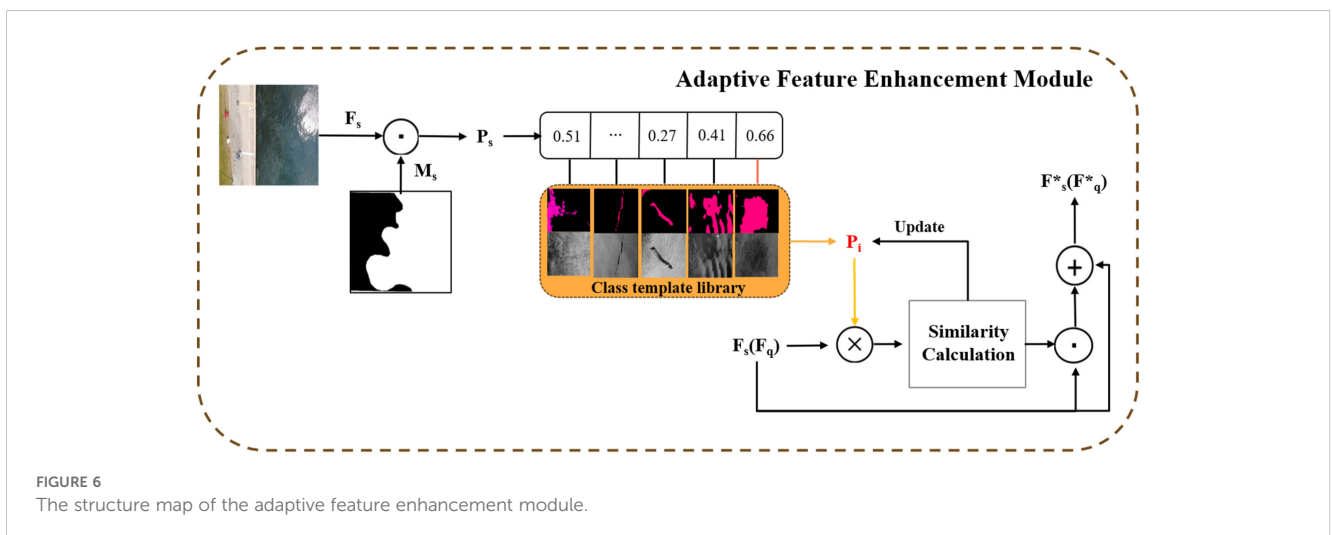 Adaptive Feature Enhancement Module
F_s
P_s
0.51 ... 0.27 0.41 0.66
M_s
F*_s(F*_q)
Update
P_i
Class template library
+
F_s(F_q)
×
Similarity
Calculation
FIGURE 6
The structure map of the adaptive feature enhancement module.